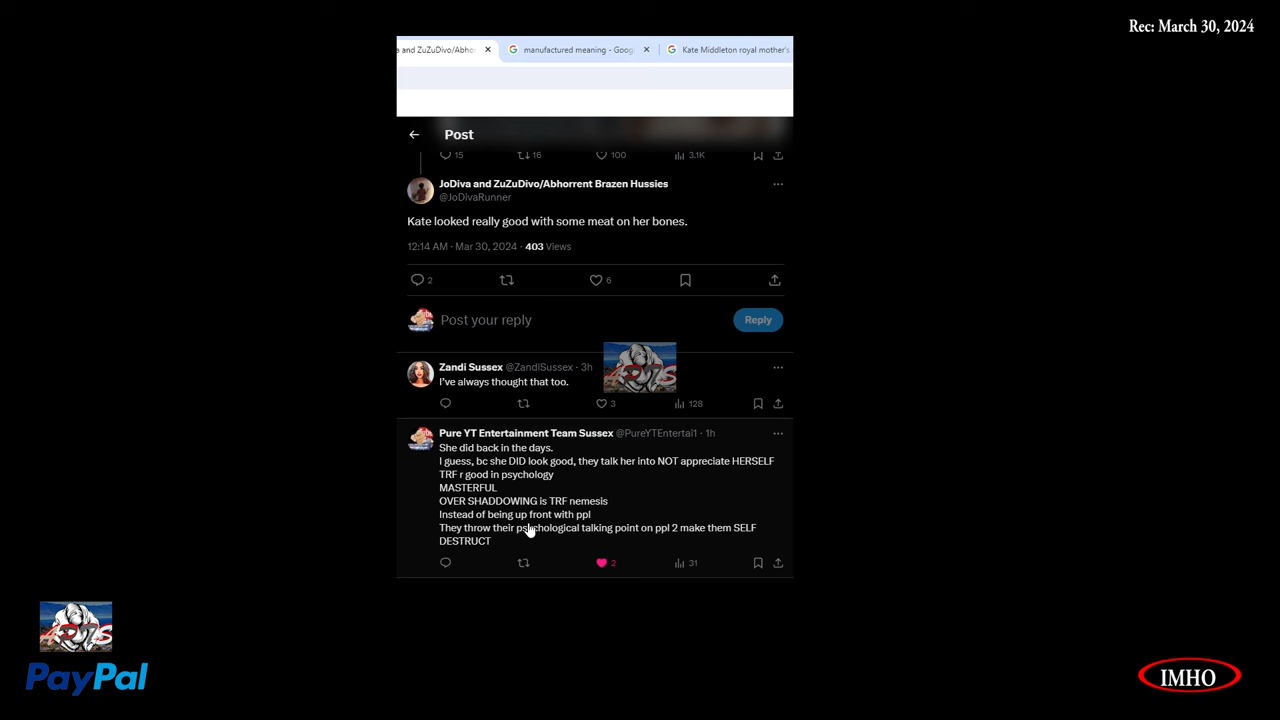 Rec: March 30, 2024
a and ZuZuDivo/Abhor
manufactured meaning - Goog
Kate Middleton royal mother's
Post
15 16 100 3.1K
JoDiva and ZuZuDivo/Abhorrent Brazen Hussies
@JoDivaRunner
Kate looked really good with some meat on her bones.
12:14 AM · Mar 30, 2024 · 403 Views
2 6
Post your reply
Reply
Zandi Sussex @ZandiSussex · 3h
I've always thought that too.
3 128
Pure YT Entertainment Team Sussex @PureYTEntertal1 · 1h
She did back in the days.
I guess, bc she DID look good, they talk her into NOT appreciate HERSELF
TRF r good in psychology
MASTERFUL
OVER SHADDOWING is TRF nemesis
Instead of being up front with ppl
They throw their psychological talking point on ppl 2 make them SELF
DESTRUCT
2 31
PayPal
IMHO